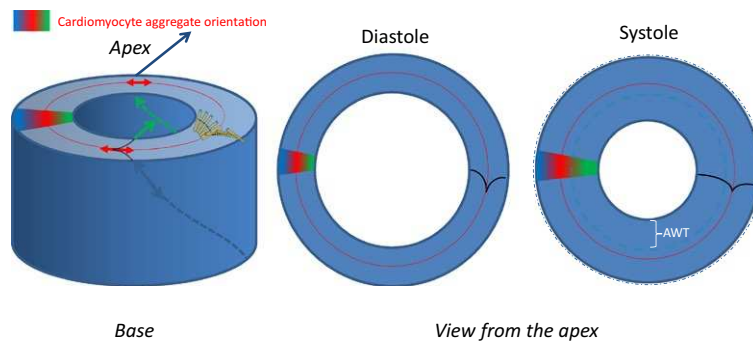 Cardiomyocyte aggregate orientation
Apex
Diastole
Systole
AWT
Base
View from the apex